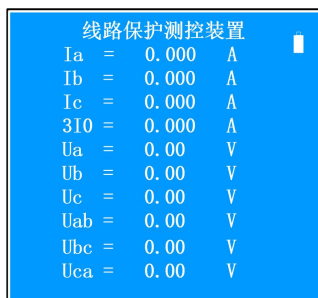 线路保护测控装置
Ia = 0.000 A
Ib = 0.000 A
Ic = 0.000 A
3I0 = 0.000 A
Ua = 0.00 V
Ub = 0.00 V
Uc = 0.00 V
Uab = 0.00 V
Ubc = 0.00 V
Uca = 0.00 V